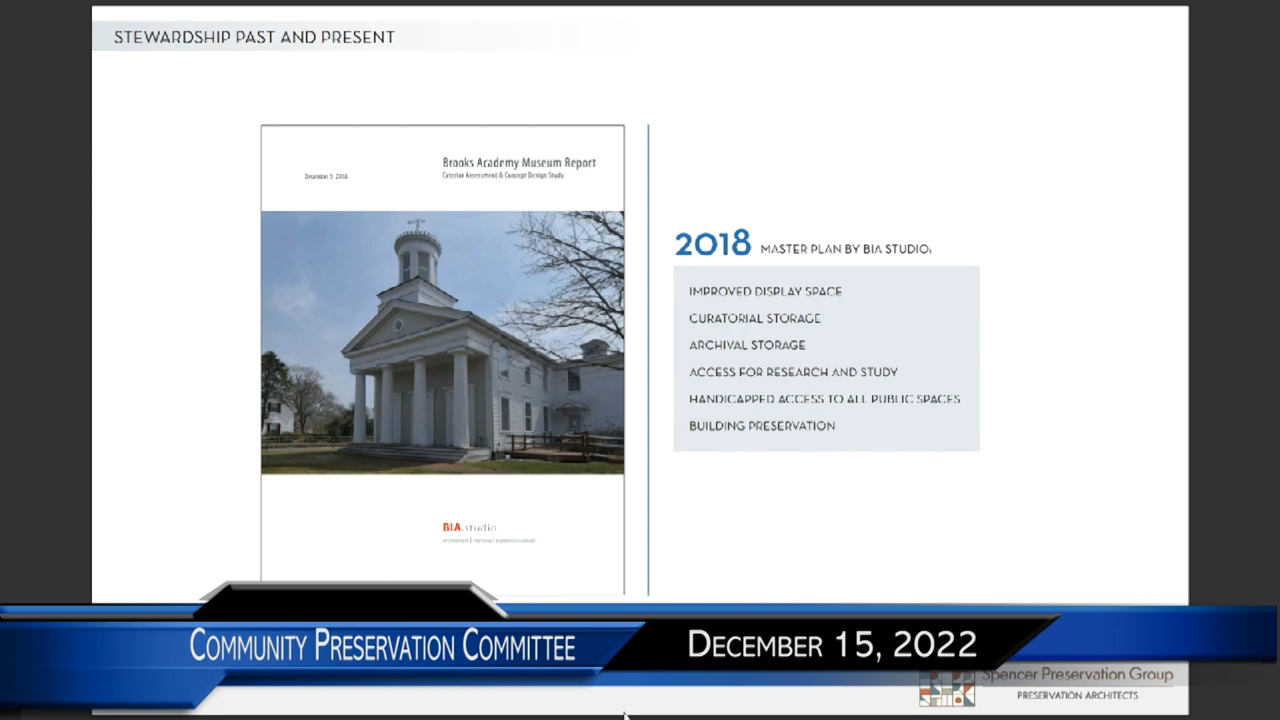 STEWARDSHIP PAST AND PRESENT
December 3, 2018
Brooks Academy Museum Report
Exterior Assessment & Concept Design Study
BIA.studio
2018 MASTER PLAN BY BIA STUDIO:
IMPROVED DISPLAY SPACE
CURATORIAL STORAGE
ARCHIVAL STORAGE
ACCESS FOR RESEARCH AND STUDY
HANDICAPPED ACCESS TO ALL PUBLIC SPACES
BUILDING PRESERVATION
COMMUNITY PRESERVATION COMMITTEE
DECEMBER 15, 2022
Spencer Preservation Group
PRESERVATION ARCHITECTS